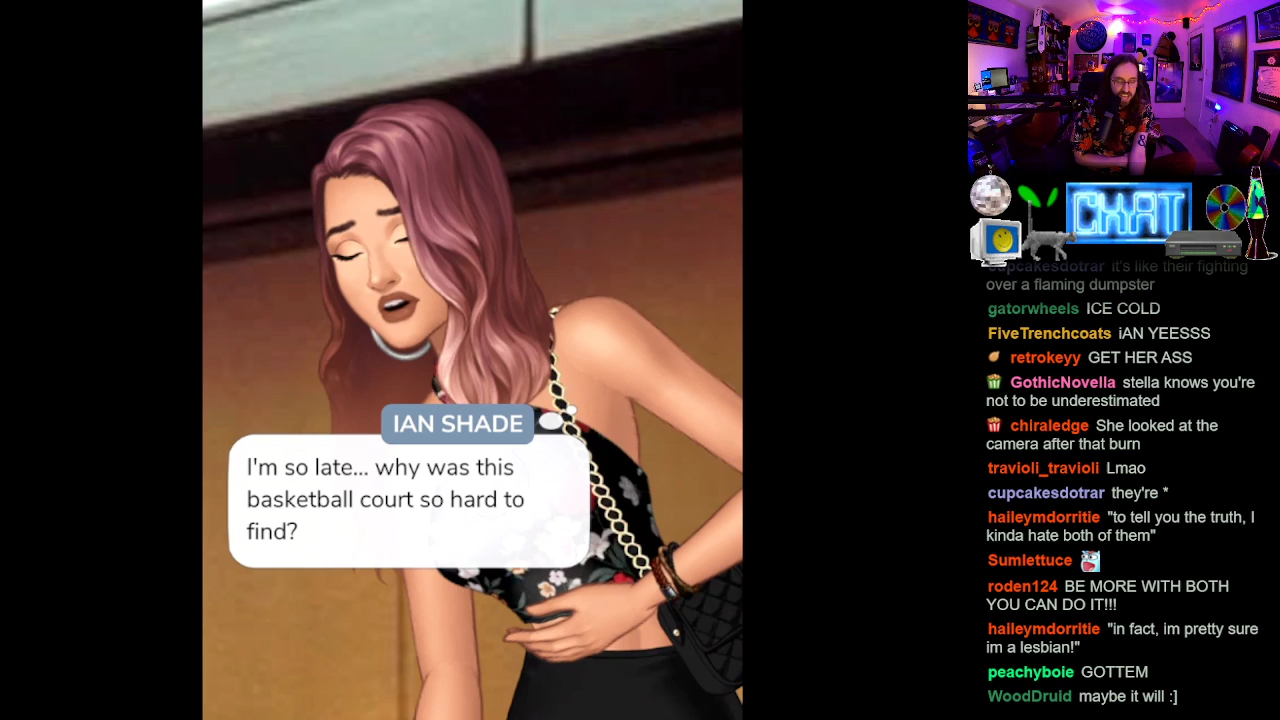 IAN SHADE
I'm so late... why was this
basketball court so hard to
find?
CHAT
cupcakesdotrar it's like their fighting
over a flaming dumpster
gatorwheels ICE COLD
FiveTrenchcoats iAN YEESSS
retrokeyy GET HER ASS
GothicNovella stella knows you're
not to be underestimated
chiraledge She looked at the
camera after that burn
travioli_travioli Lmao
cupcakesdotrar they're *
haileymdorritie "to tell you the truth, I
kinda hate both of them"
Sumlettuce
roden124 BE MORE WITH BOTH
YOU CAN DO IT!!!
haileymdorritie "in fact, im pretty sure
im a lesbian!"
peachyboie GOTTEM
WoodDruid maybe it will :]